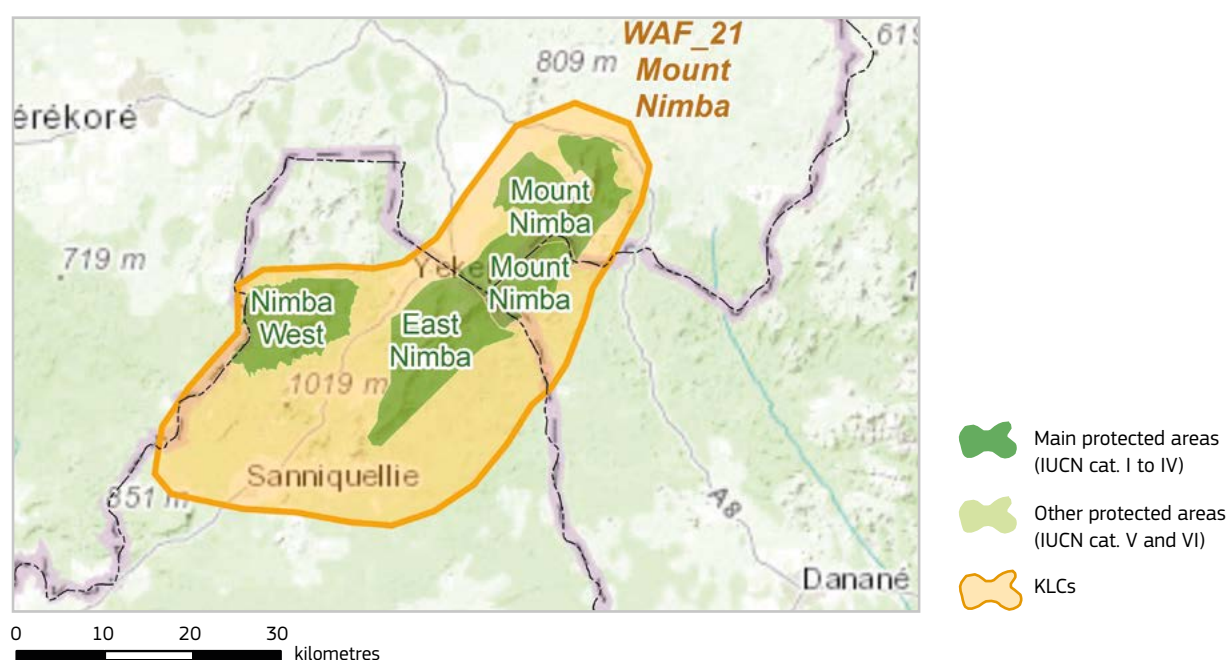 WAF_21
Mount
Nimba
809 m
619
érékoré
Mount
Nimba
719 m
Yeke
Mount
Nimba
Nimba
West
East
Nimba
1019 m
Sanniquellie
851 m
A8
Danané
Main protected areas
(IUCN cat. I to IV)
Other protected areas
(IUCN cat. V and VI)
KLCs
0 10 20 30
kilometres